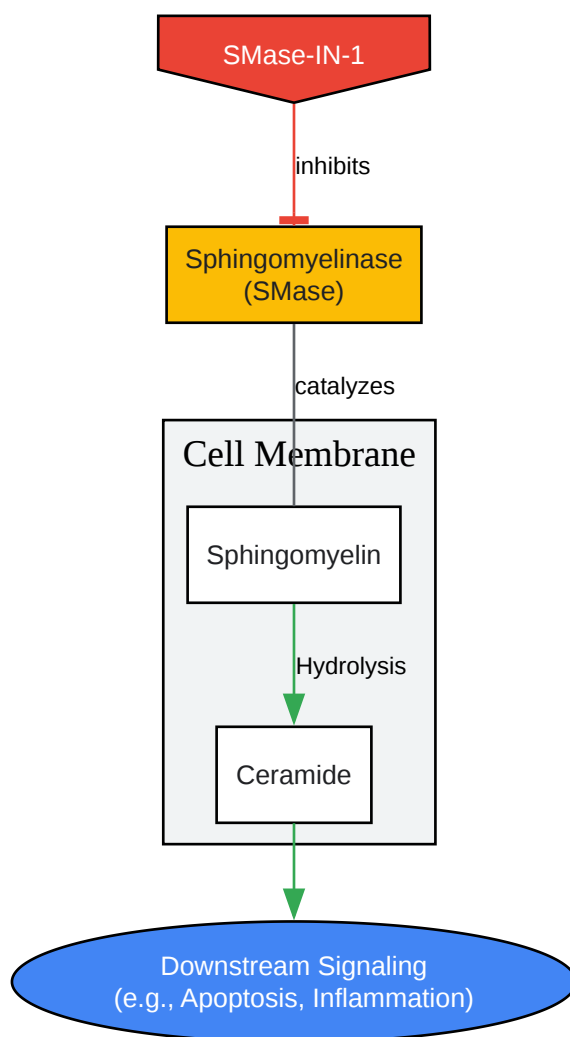 SMase-IN-1
inhibits
Sphingomyelinase
(SMase)
catalyzes
Cell Membrane
Sphingomyelin
Hydrolysis
Ceramide
Downstream Signaling
(e.g., Apoptosis, Inflammation)